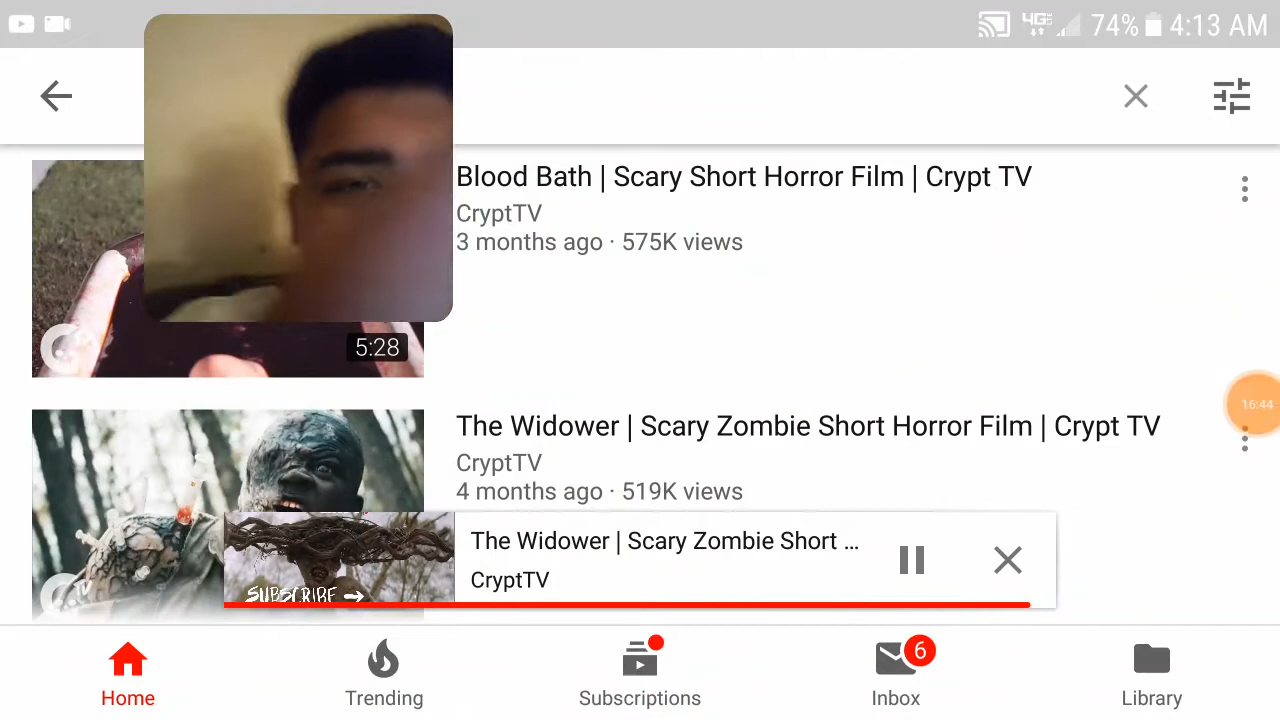 74% 4:13 AM
Blood Bath | Scary Short Horror Film | Crypt TV
CryptTV
3 months ago · 575K views
5:28
16:44
The Widower | Scary Zombie Short Horror Film | Crypt TV
CryptTV
4 months ago · 519K views
The Widower | Scary Zombie Short ...
CryptTV
SUBSCRIBE →
6
Home
Trending
Subscriptions
Inbox
Library